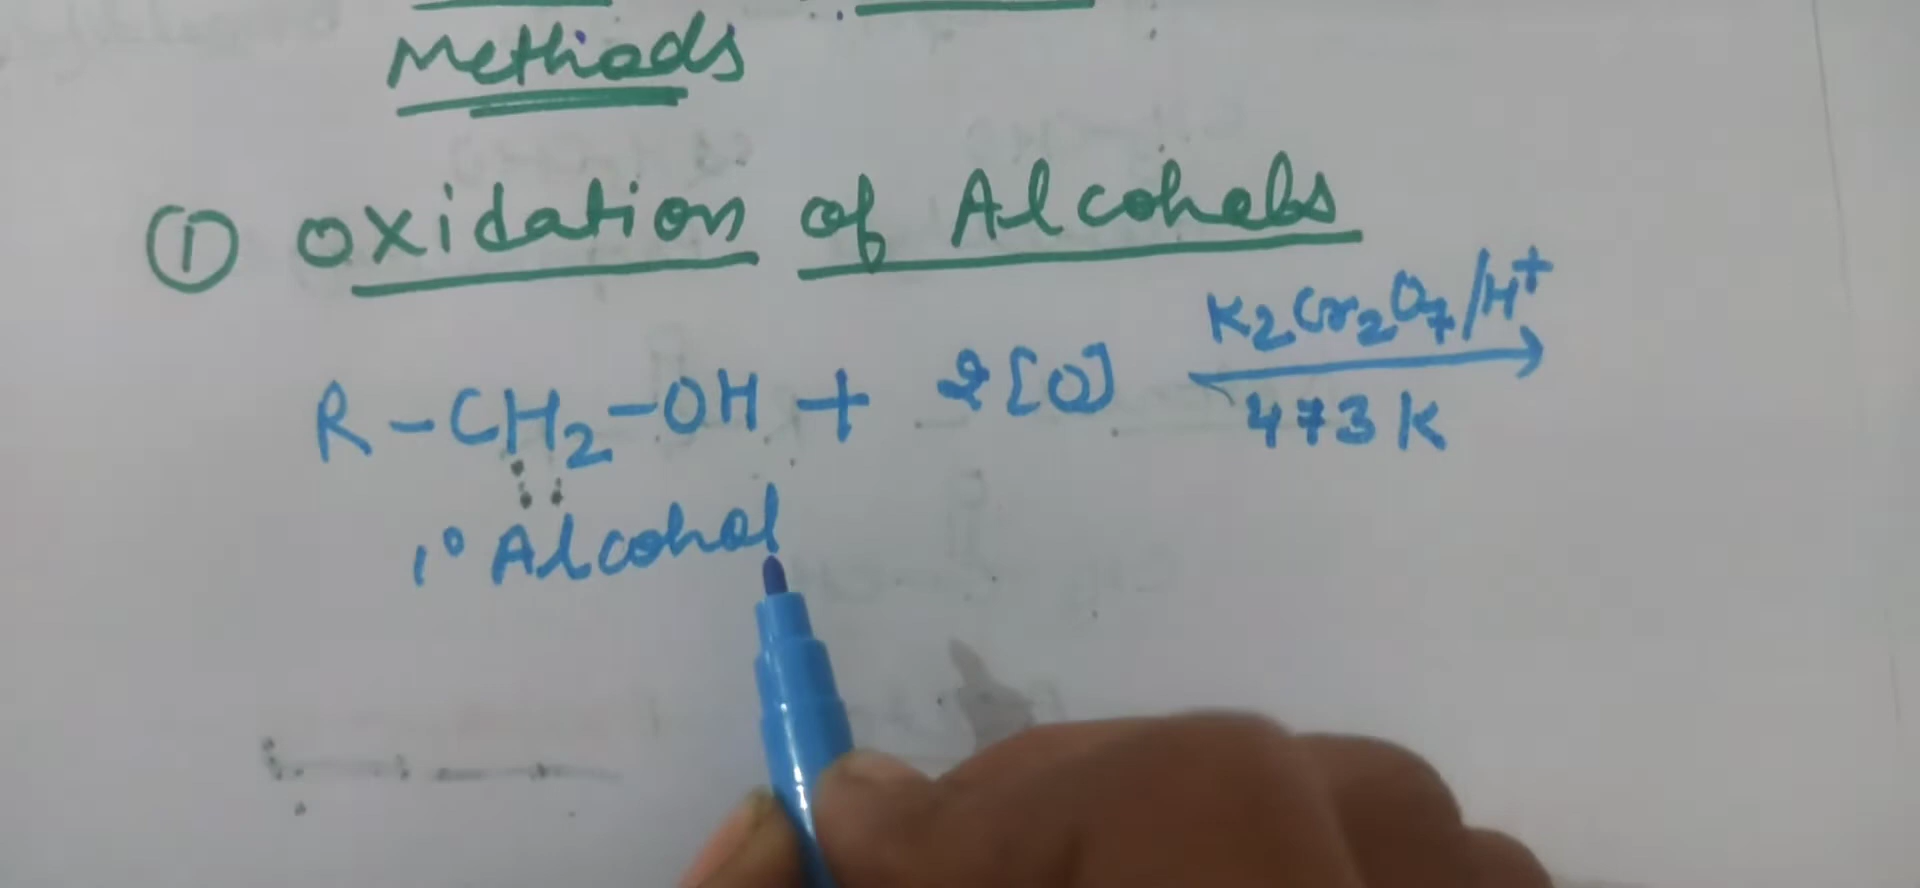 Methods
① Oxidation of Alcohols
K₂Cr₂O₇/H⁺
R-CH₂-OH + 2[O] ⟶
473K
1° Alcohol